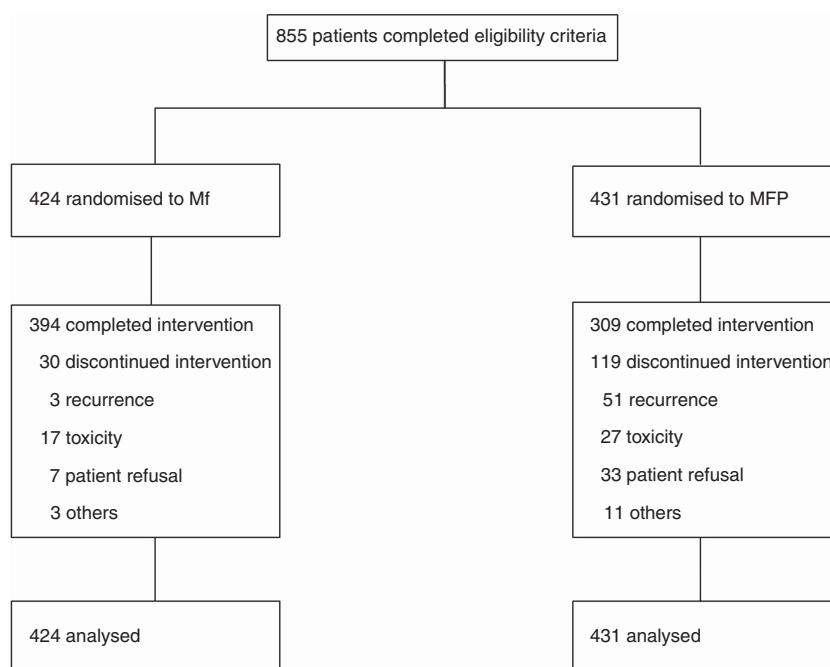 855 patients completed eligibility criteria
424 randomised to Mf
431 randomised to MFP
394 completed intervention
30 discontinued intervention
3 recurrence
17 toxicity
7 patient refusal
3 others
309 completed intervention
119 discontinued intervention
51 recurrence
27 toxicity
33 patient refusal
11 others
424 analysed
431 analysed